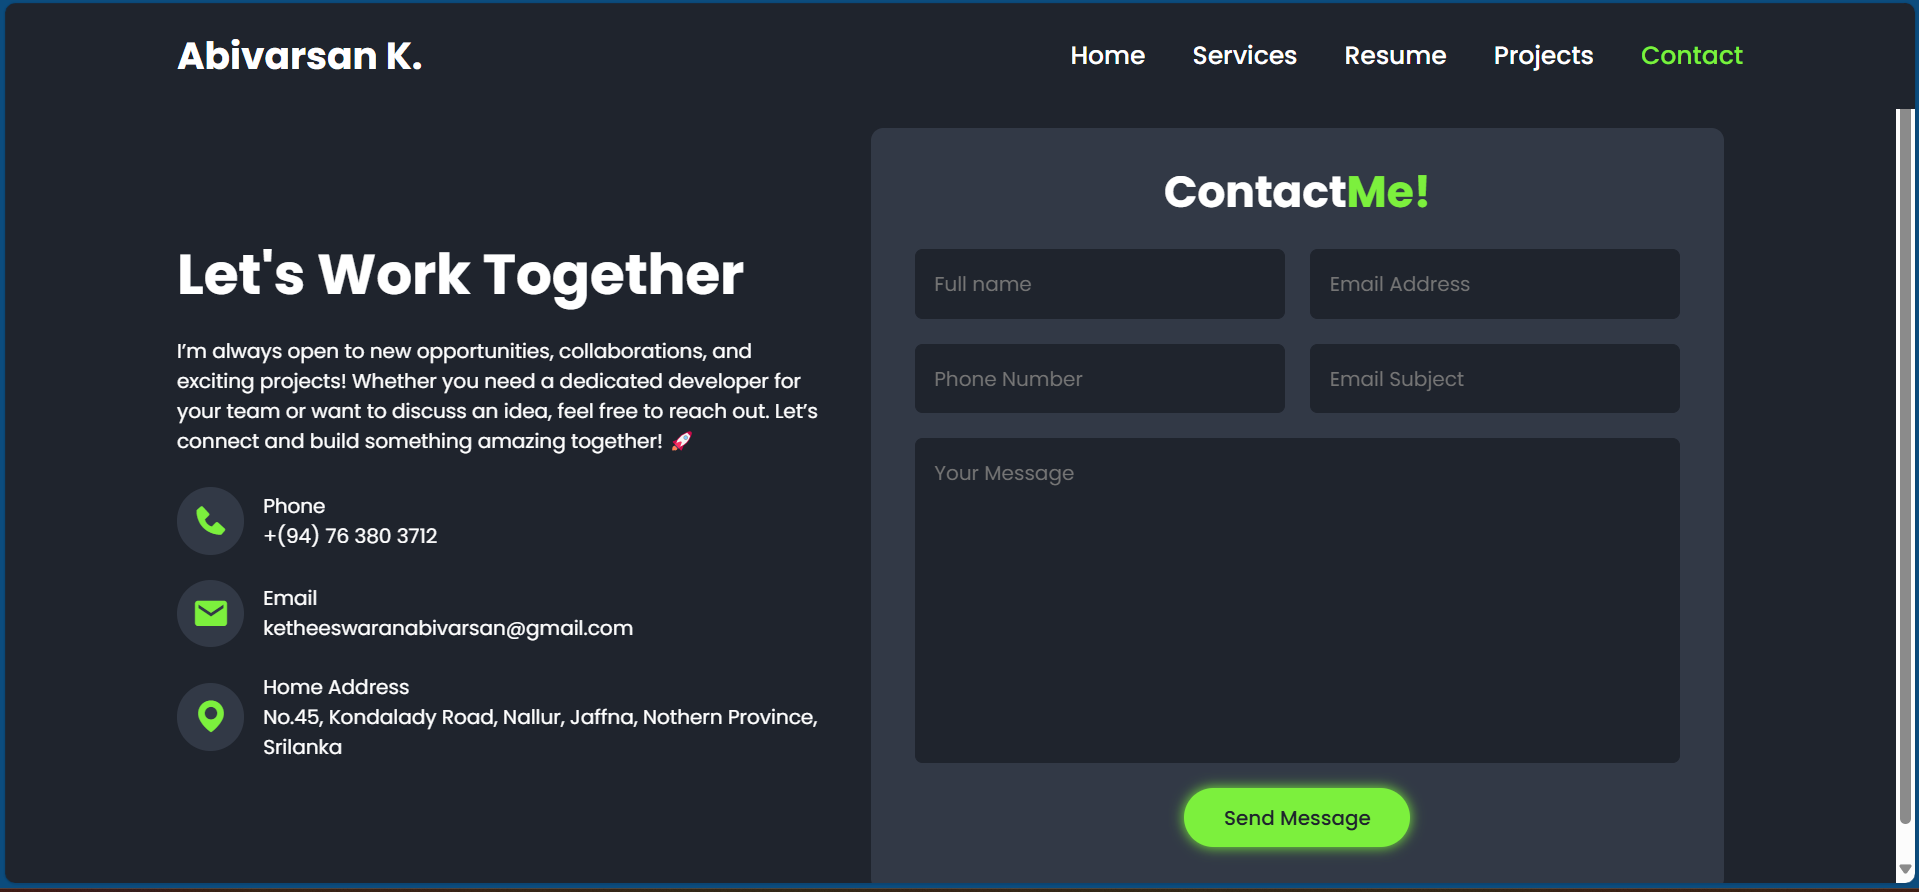 Abivarsan K.
Home Services Resume Projects Contact
Let's Work Together
I’m always open to new opportunities, collaborations, and
exciting projects! Whether you need a dedicated developer for
your team or want to discuss an idea, feel free to reach out. Let’s
connect and build something amazing together! 🚀
Phone
+(94) 76 380 3712
Email
ketheeswaranabivarsan@gmail.com
Home Address
No.45, Kondalady Road, Nallur, Jaffna, Nothern Province,
Srilanka
ContactMe!
Full name
Email Address
Phone Number
Email Subject
Your Message
Send Message